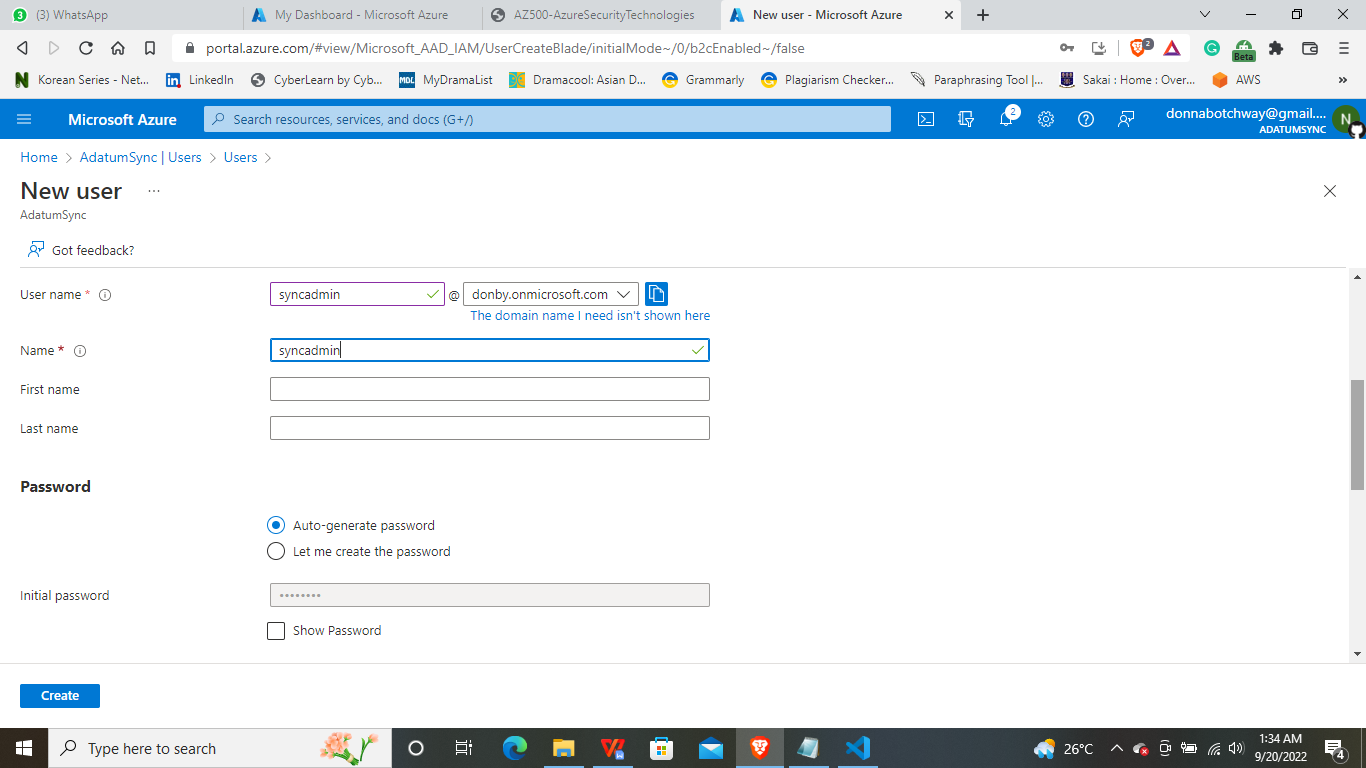 3
(3) WhatsApp
My Dashboard - Microsoft Azure
AZ500-AzureSecurityTechnologies
New user - Microsoft Azure
portal.azure.com/#view/Microsoft_AAD_IAM/UserCreateBlade/initialMode~/0/b2cEnabled~/false
2
Beta
N Korean Series - Net...
LinkedIn
CyberLearn by Cyb...
MDL MyDramaList
Dramacool: Asian D...
Grammarly
Plagiarism Checker...
Paraphrasing Tool |...
Sakai : Home : Over...
AWS
»
Microsoft Azure
Search resources, services, and docs (G+/)
2
donnabotchway@gmail....
ADATUMSYNC
N
Home > AdatumSync | Users > Users >
New user ...
AdatumSync
Got feedback?
User name * syncadmin @ donby.onmicrosoft.com
The domain name I need isn't shown here
Name * syncadmin
First name
Last name
Password
Auto-generate password
Let me create the password
Initial password ••••••••
Show Password
Create
Type here to search
26°C
1:34 AM
9/20/2022
4